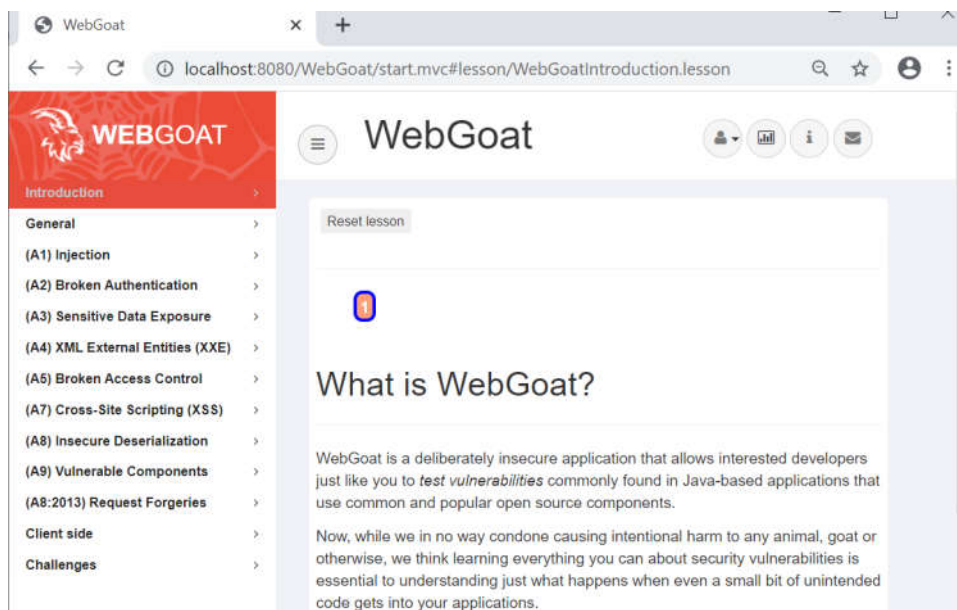 WebGoat
localhost:8080/WebGoat/start.mvc#lesson/WebGoatIntroduction.lesson
WEBGOAT
WebGoat
Introduction
General
(A1) Injection
(A2) Broken Authentication
(A3) Sensitive Data Exposure
(A4) XML External Entities (XXE)
(A5) Broken Access Control
(A7) Cross-Site Scripting (XSS)
(A8) Insecure Deserialization
(A9) Vulnerable Components
(A8:2013) Request Forgeries
Client side
Challenges
Reset lesson
1
What is WebGoat?
WebGoat is a deliberately insecure application that allows interested developers
just like you to test vulnerabilities commonly found in Java-based applications that
use common and popular open source components.
Now, while we in no way condone causing intentional harm to any animal, goat or
otherwise, we think learning everything you can about security vulnerabilities is
essential to understanding just what happens when even a small bit of unintended
code gets into your applications.